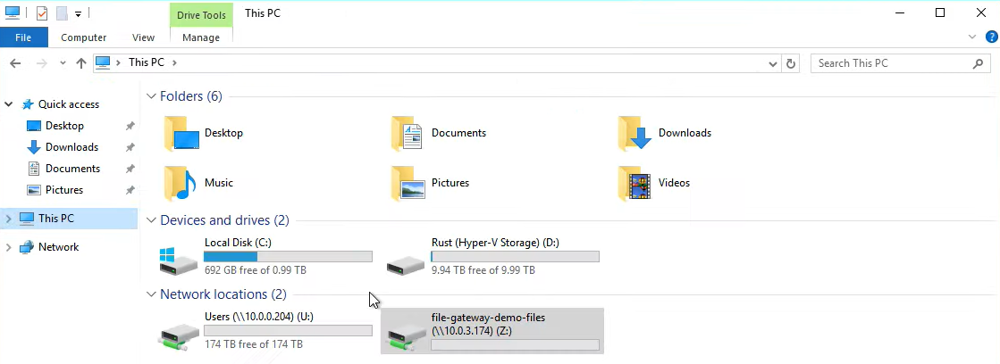 Drive Tools
This PC
File
Computer
View
Manage
This PC
Search This PC
Quick access
Desktop
Downloads
Documents
Pictures
This PC
Network
Folders (6)
Desktop
Documents
Downloads
Music
Pictures
Videos
Devices and drives (2)
Local Disk (C:)
692 GB free of 0.99 TB
Rust (Hyper-V Storage) (D:)
9.94 TB free of 9.99 TB
Network locations (2)
Users (\\10.0.0.204) (U:)
174 TB free of 174 TB
file-gateway-demo-files
(\\10.0.3.174) (Z:)